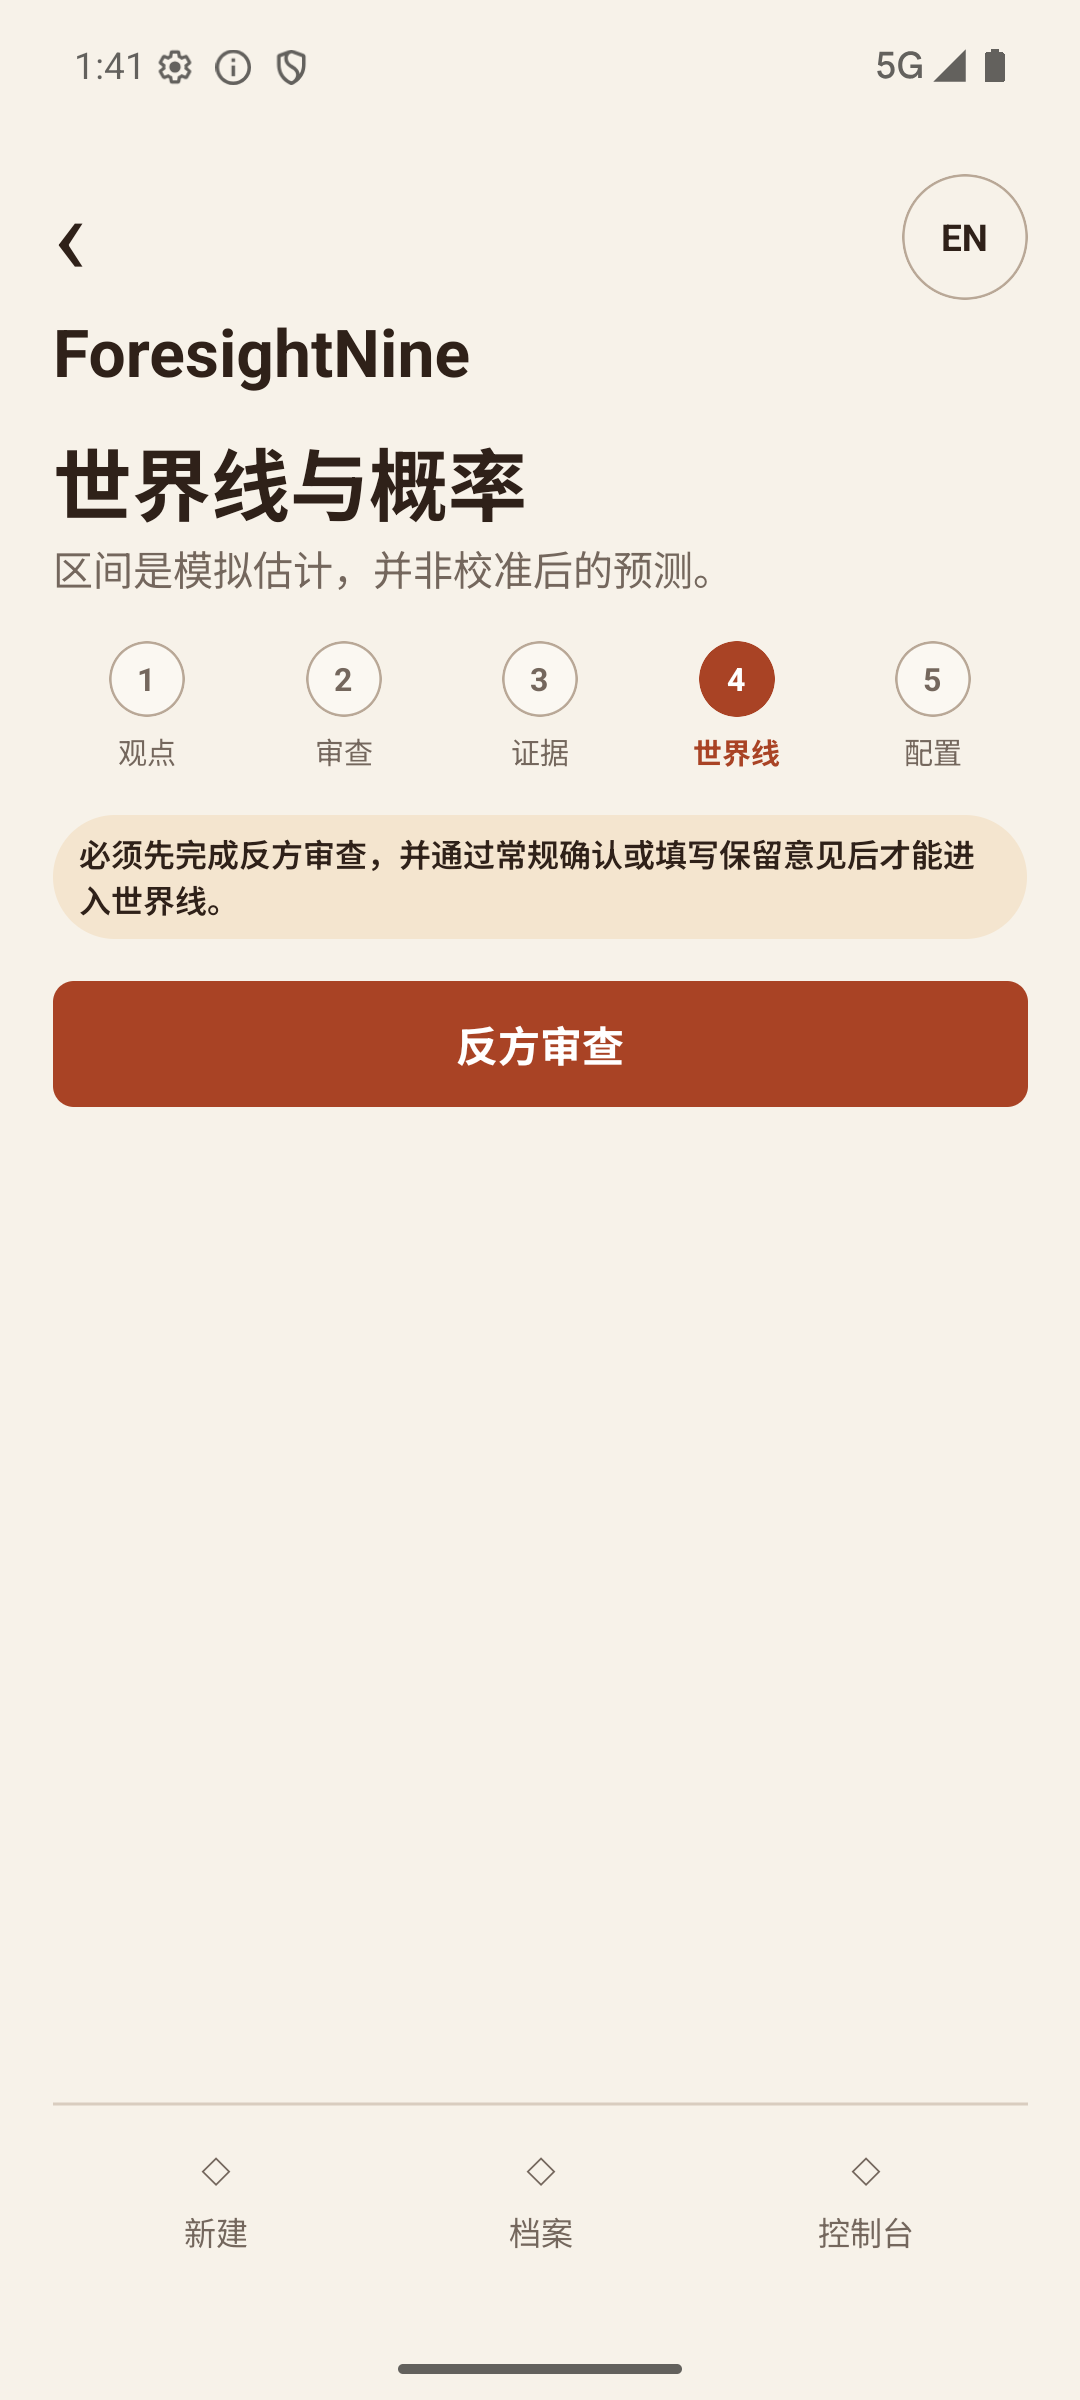 1:41
5G
EN
ForesightNine
世界线与概率
区间是模拟估计，并非校准后的预测。
1 2 3 4 5
观点 审查 证据 世界线 配置
必须先完成反方审查，并通过常规确认或填写保留意见后才能进
入世界线。
反方审查
新建 档案 控制台